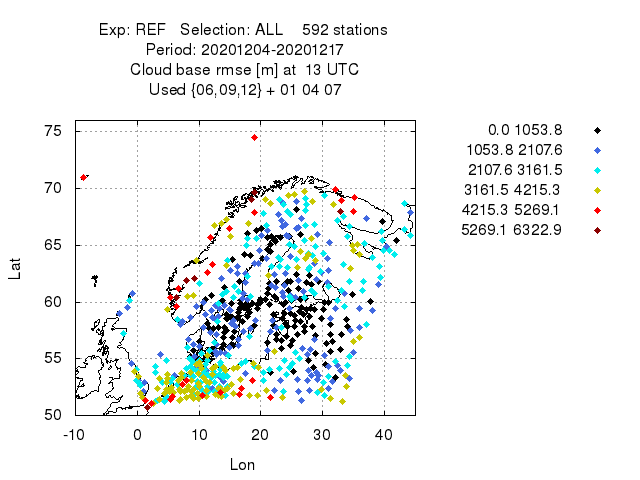 Exp: REF Selection: ALL 592 stations
Period: 20201204-20201217
Cloud base rmse [m] at 13 UTC
Used {06,09,12} + 01 04 07
0.0 1053.8
1053.8 2107.6
2107.6 3161.5
3161.5 4215.3
4215.3 5269.1
5269.1 6322.9
75
70
65
60
55
50
Lat
-10 0 10 20 30 40
Lon